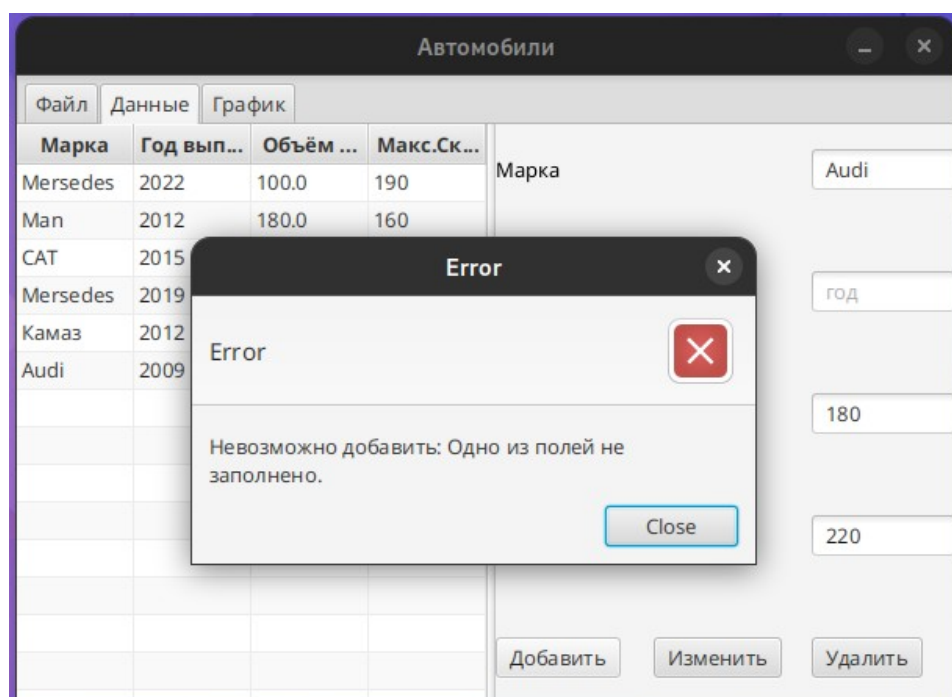 Автомобили
Файл Данные График
Марка Год вып... Объём ... Макс.Ск...
Mersedes 2022 100.0 190
Марка Audi
Man 2012 180.0 160
CAT 2015
Error
Mersedes 2019
год
Камаз 2012
Error
Audi 2009
180
Невозможно добавить: Одно из полей не
заполнено.
Close
220
Добавить Изменить Удалить